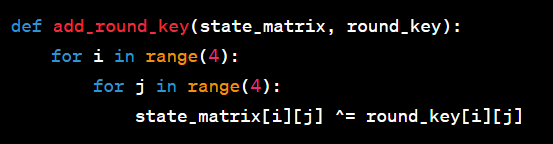 def add_round_key(state_matrix, round_key):
    for i in range(4):
        for j in range(4):
            state_matrix[i][j] ^= round_key[i][j]